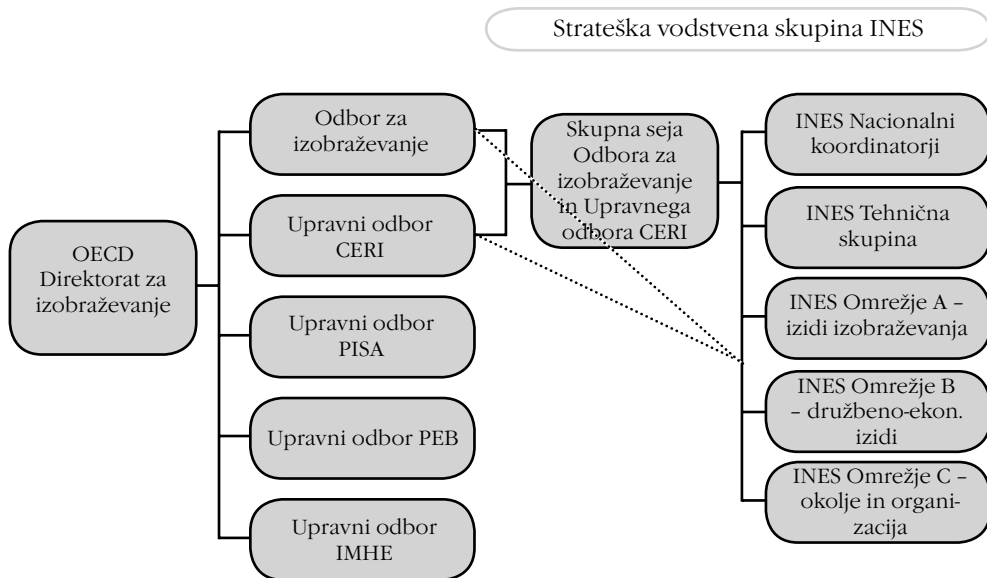 Strateška vodstvena skupina INES
OECD
Direktorat za
izobraževanje
Odbor za
izobraževanje
Upravni odbor
CERI
Upravni odbor
PISA
Upravni odbor PEB
Upravni odbor
IMHE
Skupna seja
Odbora za
izobraževanje
in Upravnega
odbora CERI
INES Nacionalni
koordinatorji
INES Tehnična
skupina
INES Omrežje A –
izidi izobraževanja
INES Omrežje B
– družbeno-ekon.
izidi
INES Omrežje C –
okolje in organi-
zacija